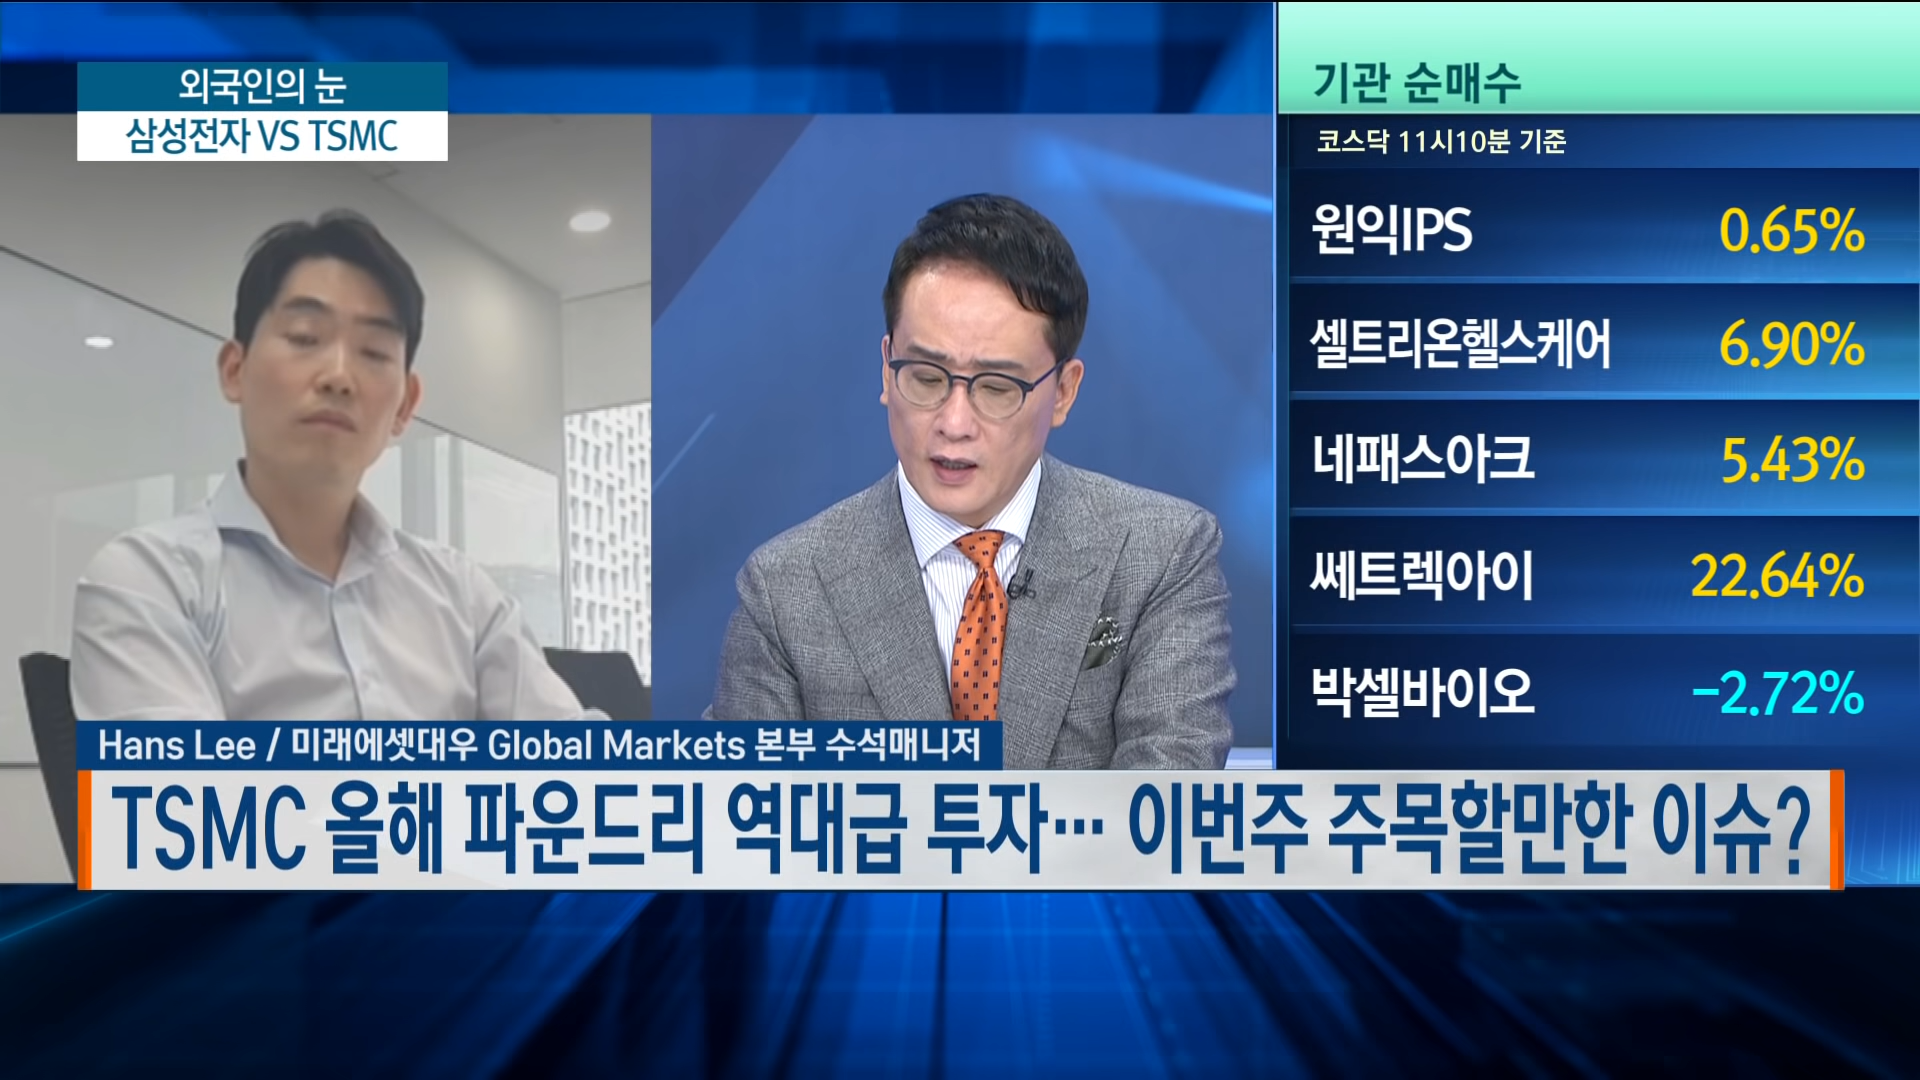 외국인의 눈
삼성전자 VS TSMC
기관 순매수
코스닥 11시10분 기준
원익IPS 0.65%
셀트리온헬스케어 6.90%
네패스아크 5.43%
쎄트렉아이 22.64%
박셀바이오 -2.72%
Hans Lee / 미래에셋대우 Global Markets 본부 수석매니저
TSMC 올해 파운드리 역대급 투자… 이번주 주목할만한 이슈?